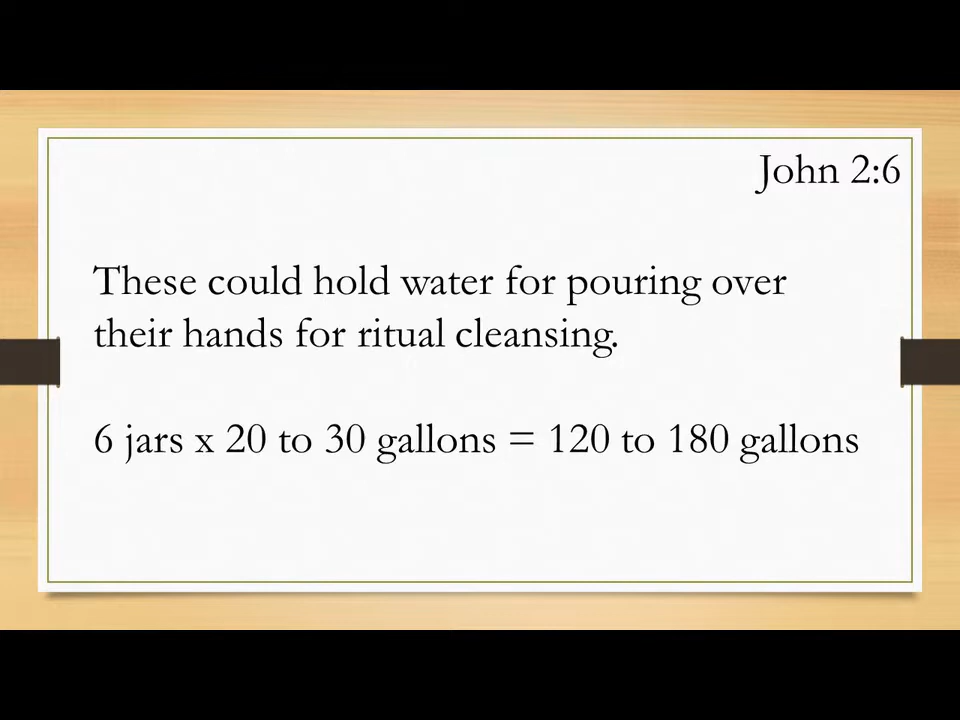 John 2:6
These could hold water for pouring over
their hands for ritual cleansing.
6 jars x 20 to 30 gallons = 120 to 180 gallons